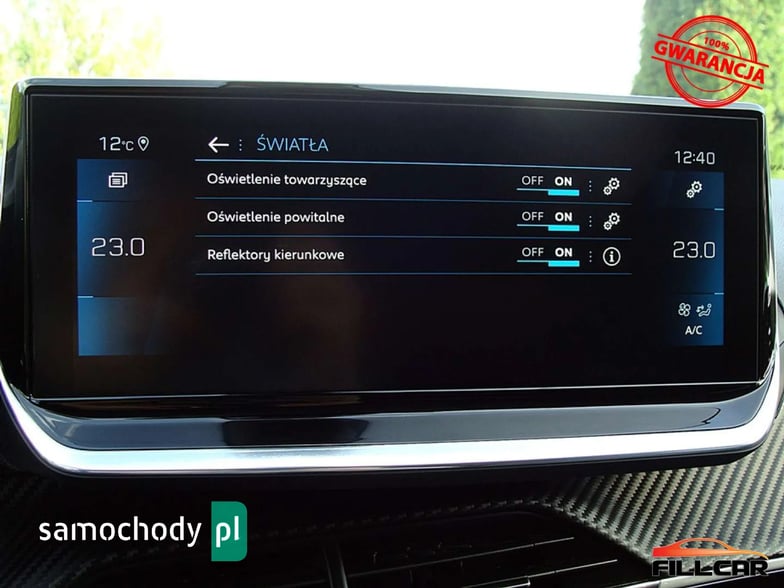 100%
GWARANCJA
12°C
ŚWIATŁA
12:40
Oświetlenie towarzyszące OFF ON
Oświetlenie powitalne OFF ON
23.0
23.0
Reflektory kierunkowe OFF ON
A/C
samochody pl
FILLCAR